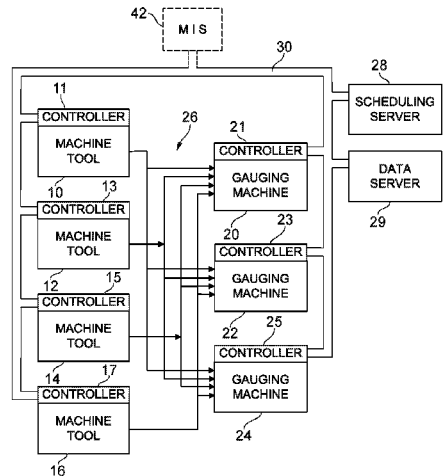 42
MIS
30
28
SCHEDULING
SERVER
11
CONTROLLER
MACHINE
TOOL
10
26
21
CONTROLLER
GAUGING
MACHINE
20
DATA
SERVER
29
13
CONTROLLER
MACHINE
TOOL
12
23
CONTROLLER
GAUGING
MACHINE
22
15
CONTROLLER
MACHINE
TOOL
14
25
CONTROLLER
GAUGING
MACHINE
24
17
CONTROLLER
MACHINE
TOOL
16